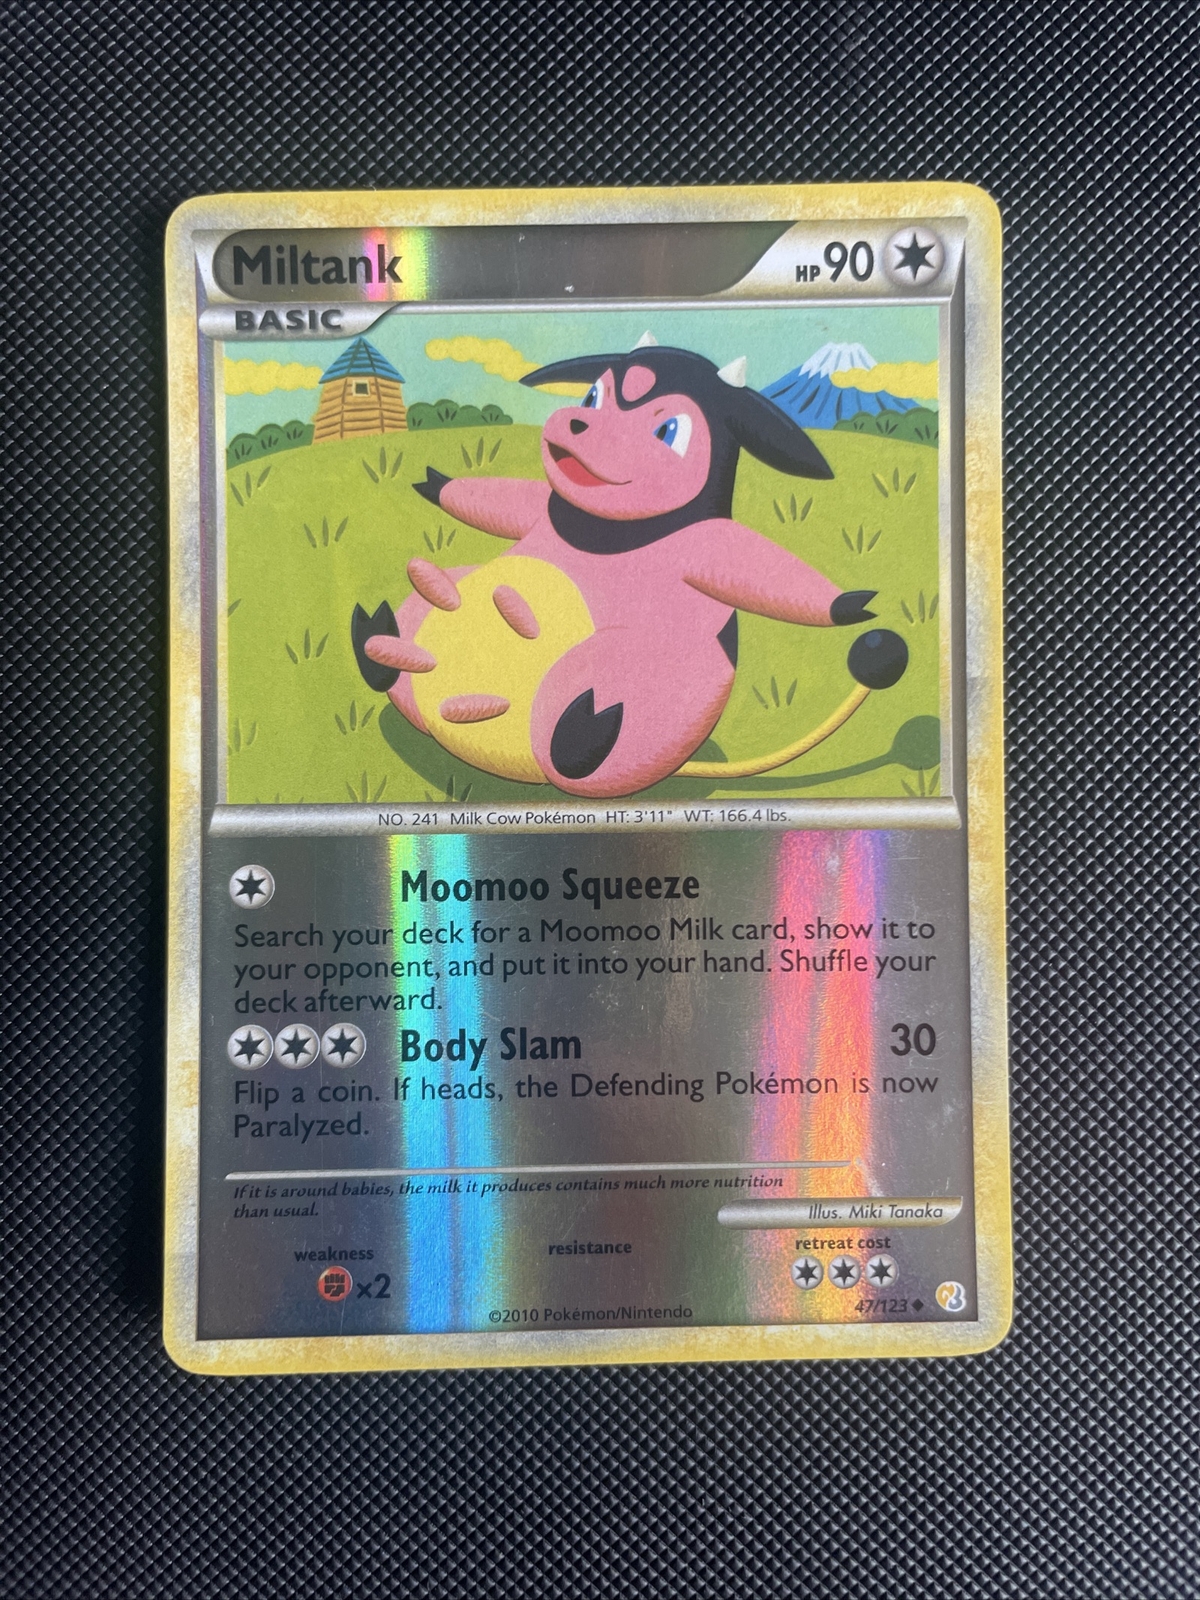 Miltank HP 90
BASIC
NO. 241 Milk Cow Pokémon HT: 3'11" WT: 166.4 lbs.
Moomoo Squeeze
Search your deck for a Moomoo Milk card, show it to
your opponent, and put it into your hand. Shuffle your
deck afterward.
Body Slam 30
Flip a coin. If heads, the Defending Pokémon is now
Paralyzed.
If it is around babies, the milk it produces contains much more nutrition
than usual.
Illus. Miki Tanaka
weakness resistance retreat cost
x2
©2010 Pokémon/Nintendo 47/123